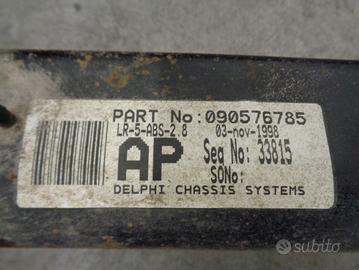 PART No:090576785
LR-5-ABS-2.8 03-nov-1998
AP Seq No: 33815
SONo:
DELPHI CHASSIS SYSTEMS
subito